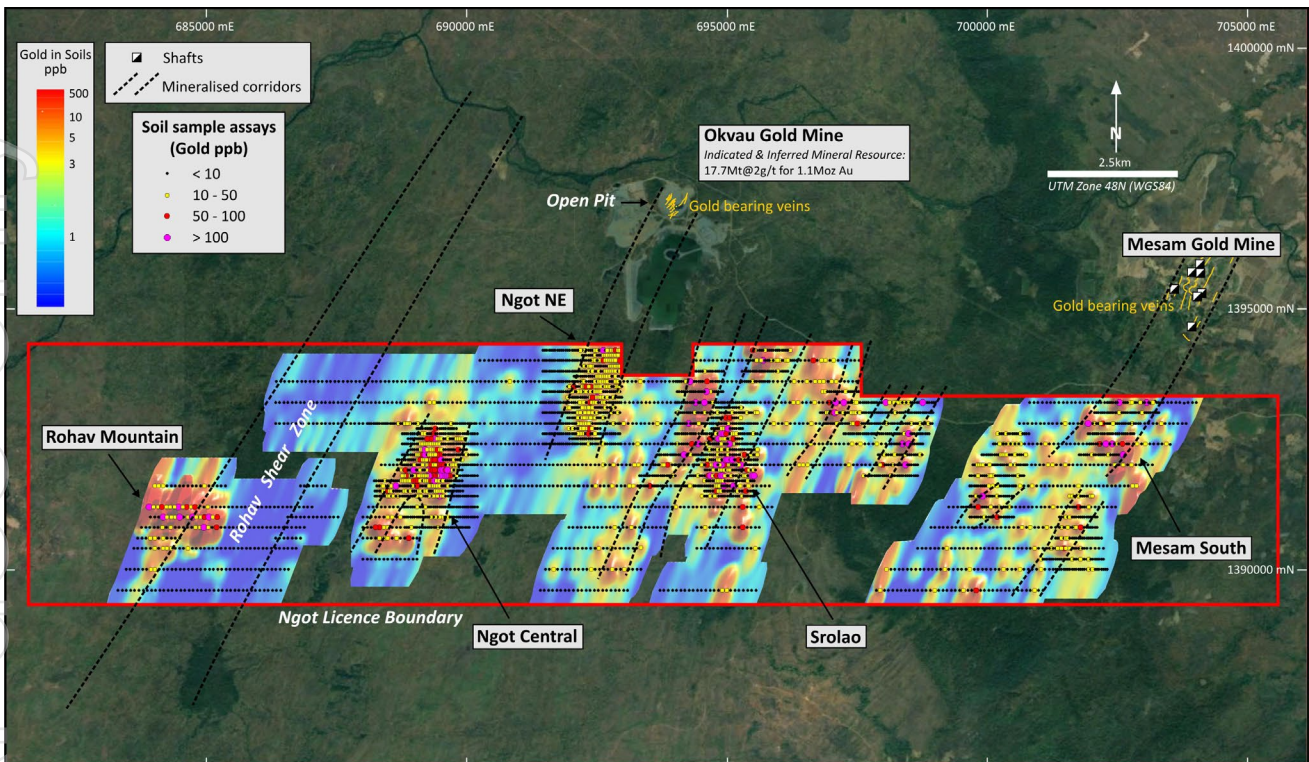 685000 mE
690000 mE
695000 mE
700000 mE
705000 mE
1400000 mN
Gold in Soils
ppb
500
10
5
3
1
Shafts
Mineralised corridors
Soil sample assays
(Gold ppb)
< 10
10 - 50
50 - 100
> 100
Okvau Gold Mine
Indicated & Inferred Mineral Resource:
17.7Mt@2g/t for 1.1Moz Au
N
2.5km
UTM Zone 48N (WGS84)
Open Pit
Gold bearing veins
Mesam Gold Mine
Gold bearing veins
1395000 mN
Ngot NE
Rohav Mountain
Rohav Shear Zone
Mesam South
1390000 mN
Ngot Licence Boundary
Ngot Central
Srolao